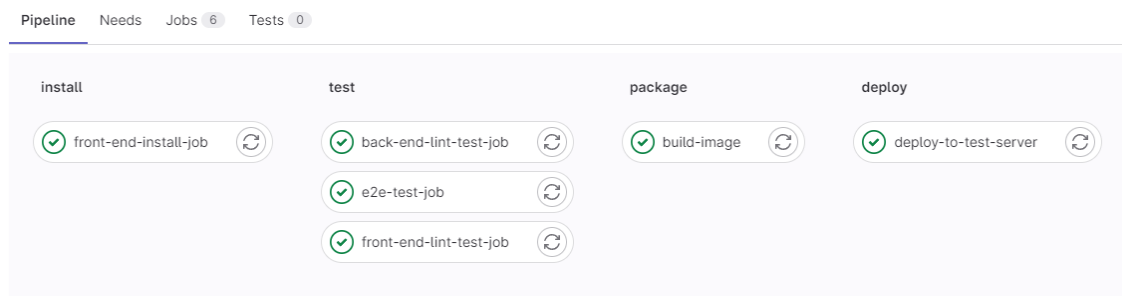 Pipeline Needs Jobs 6 Tests 0
install test package deploy
front-end-install-job back-end-lint-test-job build-image deploy-to-test-server
e2e-test-job
front-end-lint-test-job